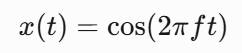 x(t) = cos(2πft)